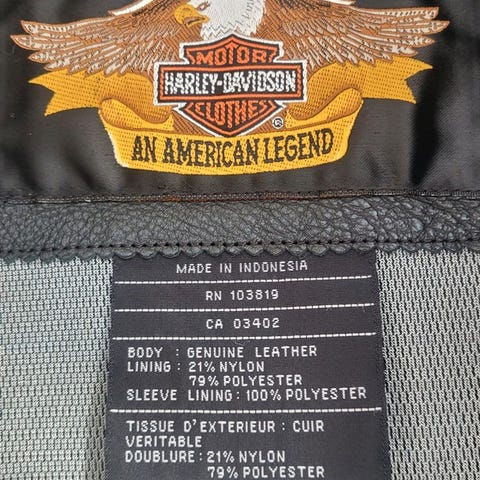 MOTOR
HARLEY-DAVIDSON
CLOTHES
®
AN AMERICAN LEGEND
MADE IN INDONESIA
RN 103819
CA 03402
BODY : GENUINE LEATHER
LINING : 21% NYLON
79% POLYESTER
SLEEVE LINING : 100% POLYESTER
TISSUE D'EXTERIEUR : CUIR
VERITABLE
DOUBLURE : 21% NYLON
79% POLYESTER